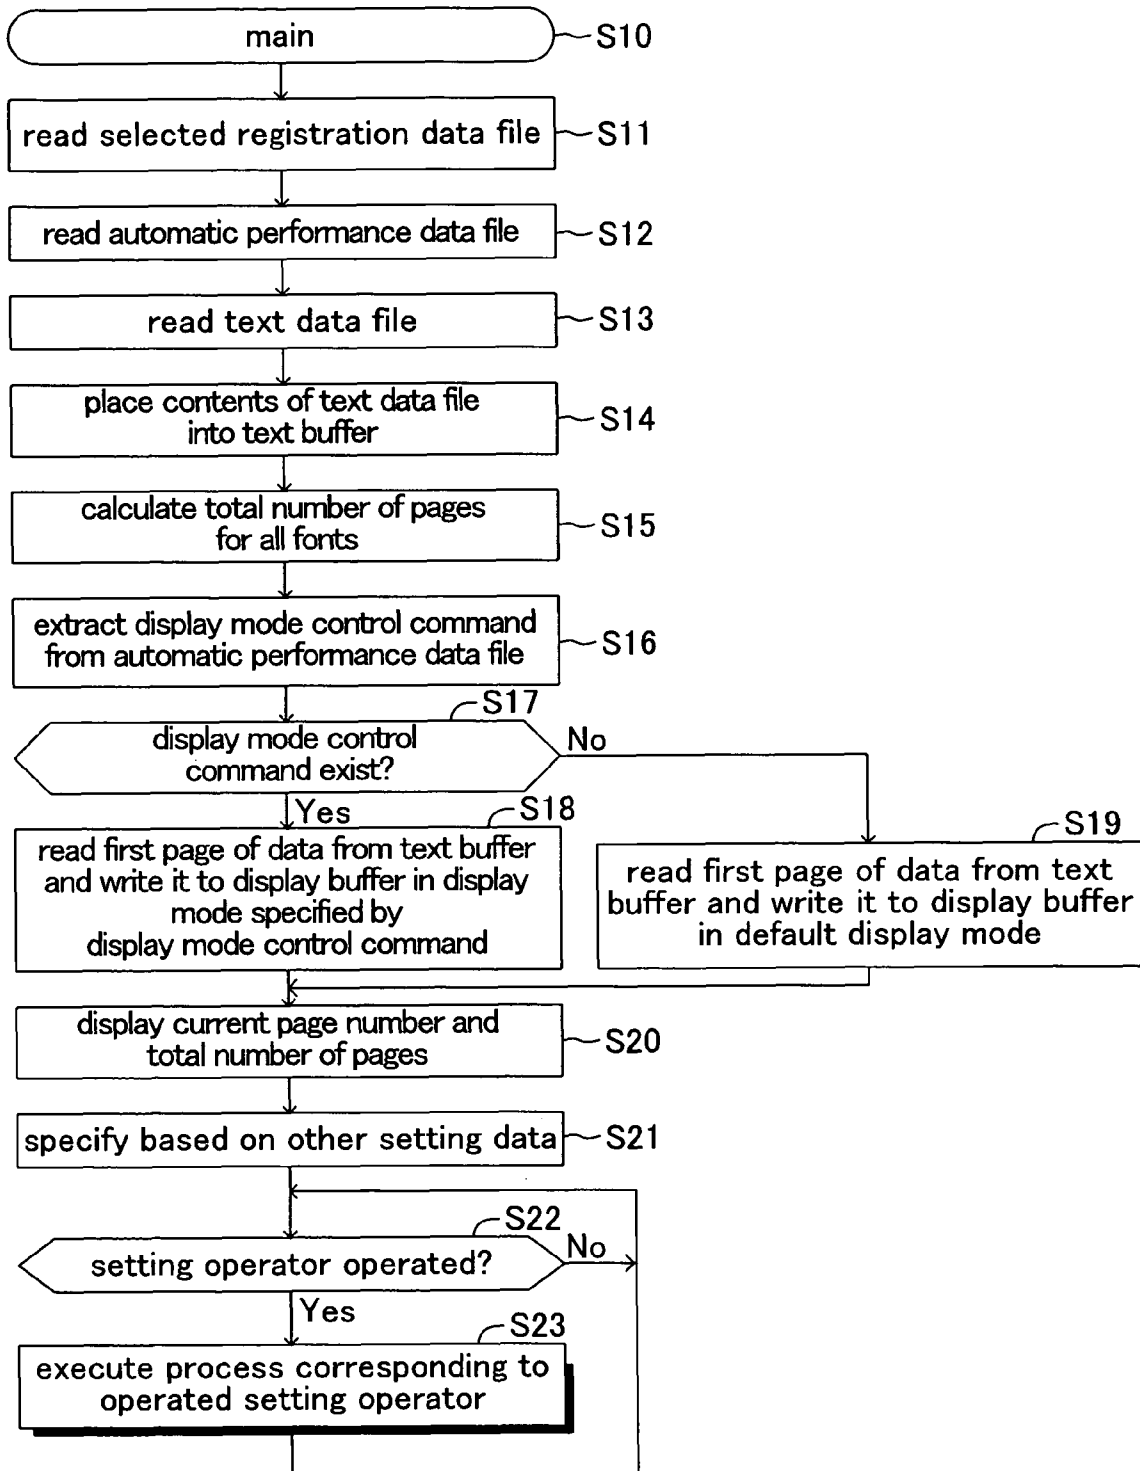 main
S10
read selected registration data file
S11
read automatic performance data file
S12
read text data file
S13
place contents of text data file
into text buffer
S14
calculate total number of pages
for all fonts
S15
extract display mode control command
from automatic performance data file
S16
S17
display mode control
command exist?
No
Yes
S18
read first page of data from text buffer
and write it to display buffer in display
mode specified by
display mode control command
S19
read first page of data from text
buffer and write it to display buffer
in default display mode
display current page number and
total number of pages
S20
specify based on other setting data
S21
S22
setting operator operated?
No
Yes
S23
execute process corresponding to
operated setting operator